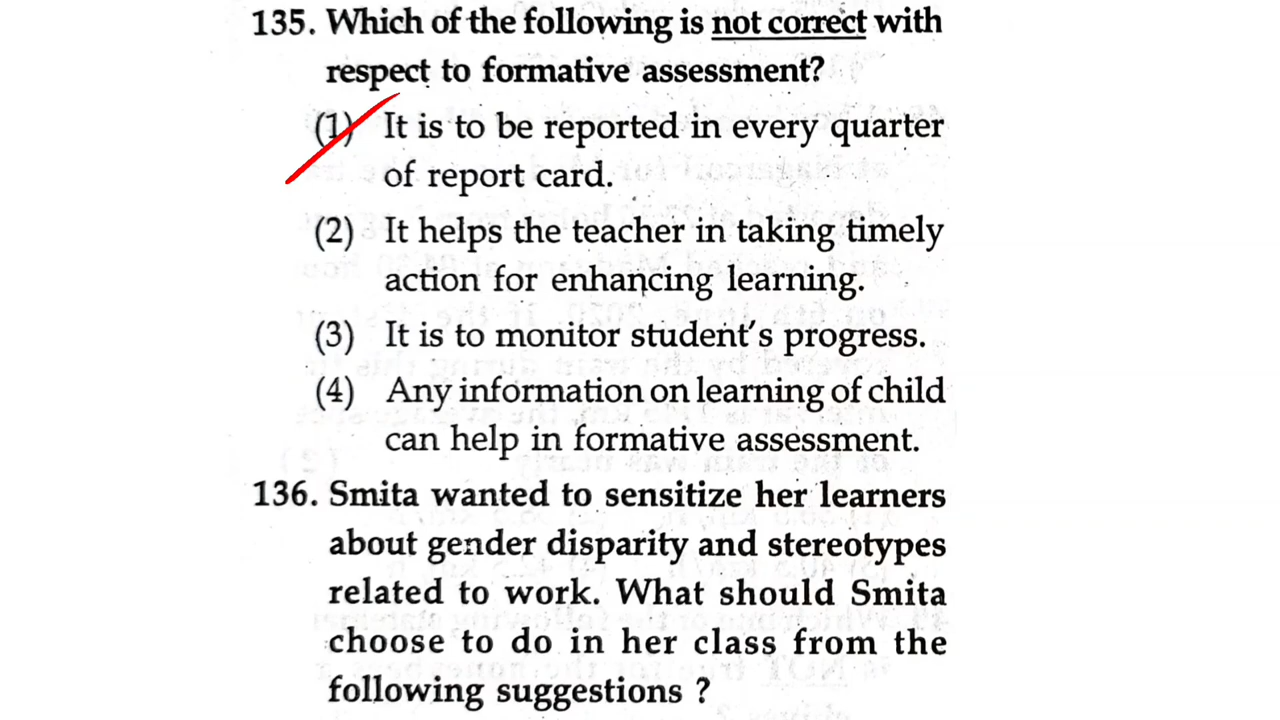 135. Which of the following is not correct with
respect to formative assessment?
(1) It is to be reported in every quarter
of report card.
(2) It helps the teacher in taking timely
action for enhancing learning.
(3) It is to monitor student's progress.
(4) Any information on learning of child
can help in formative assessment.
136. Smita wanted to sensitize her learners
about gender disparity and stereotypes
related to work. What should Smita
choose to do in her class from the
following suggestions ?